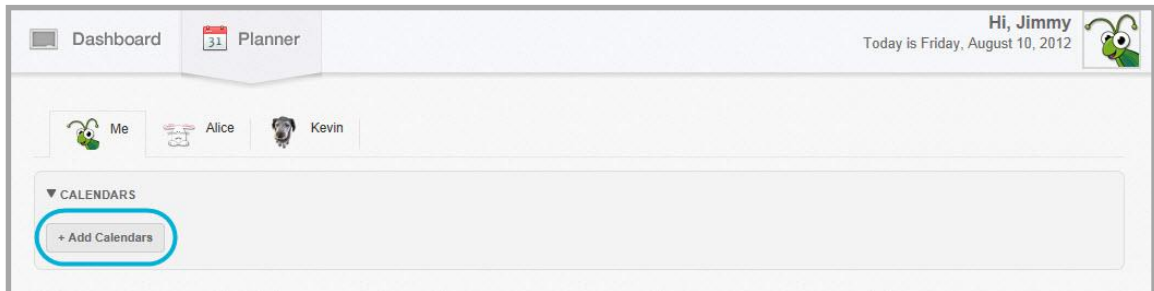 Dashboard
31 Planner
Hi, Jimmy
Today is Friday, August 10, 2012
Me
Alice
Kevin
▼ CALENDARS
+ Add Calendars